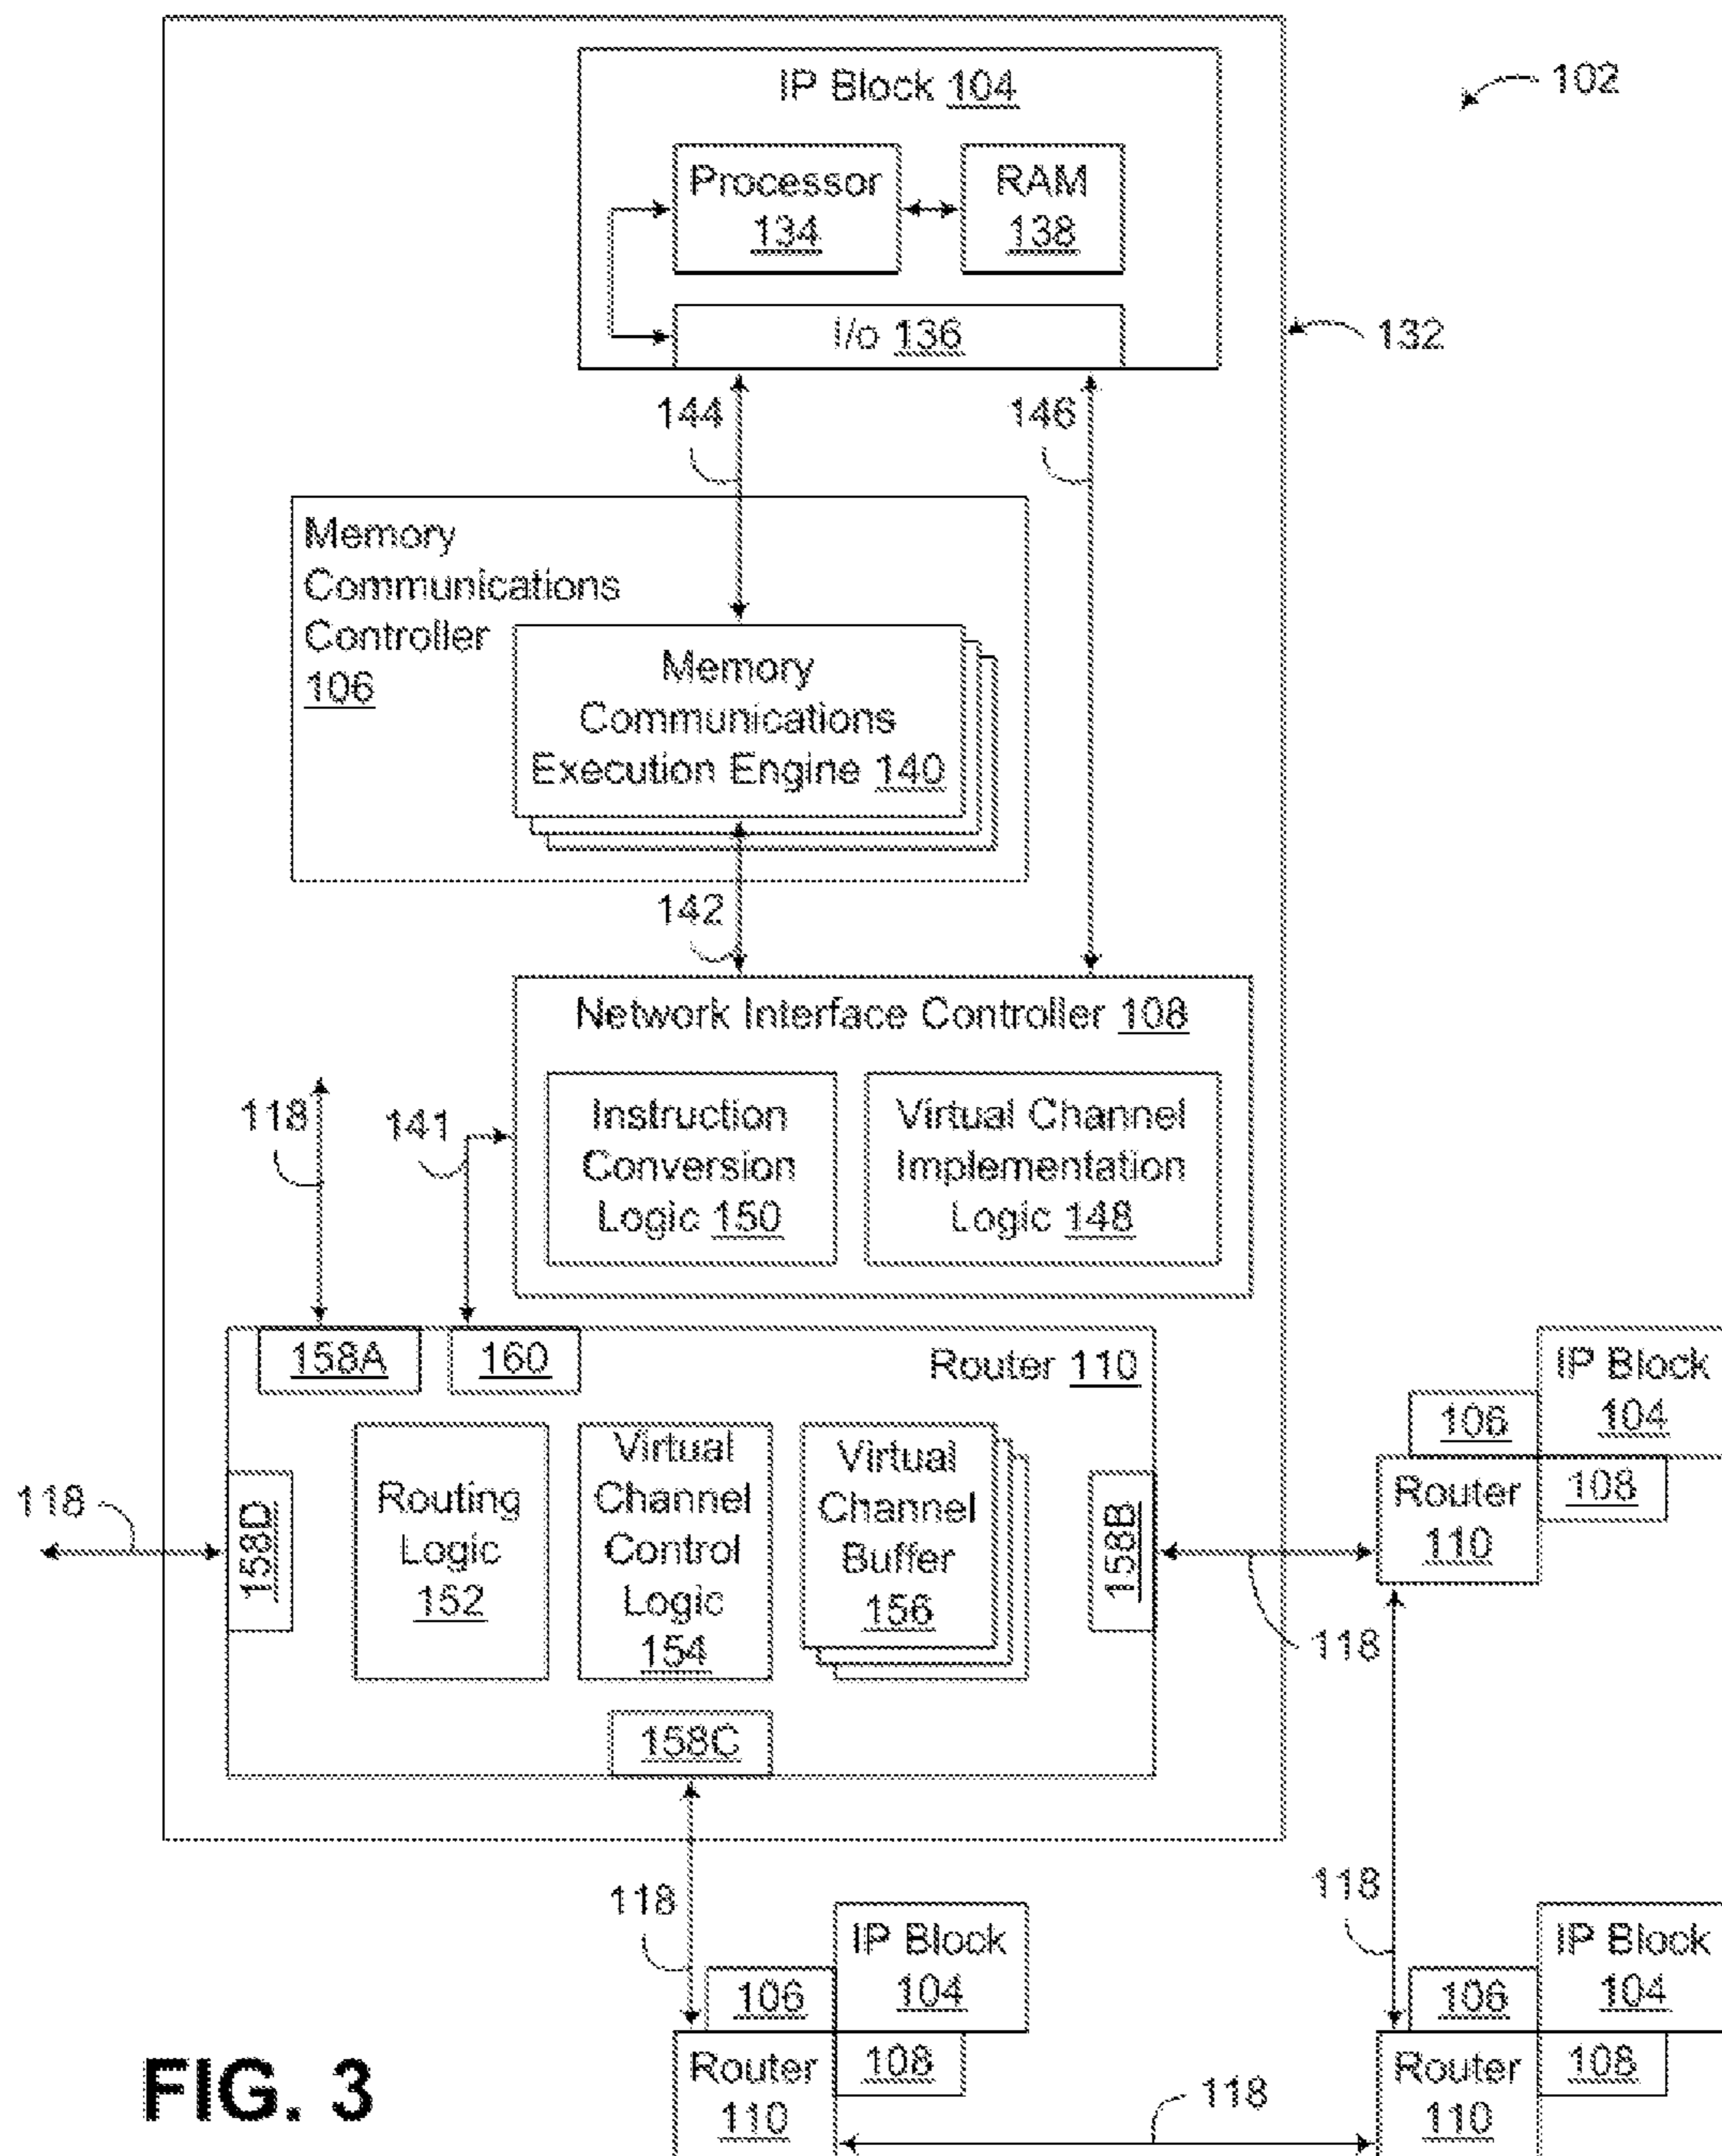 IP Block 104
102
Processor
134
RAM
138
I/o 136
132
144
146
Memory
Communications
Controller
106
Memory
Communications
Execution Engine 140
142
Network Interface Controller 108
118
141
Instruction
Conversion
Logic 150
Virtual Channel
Implementation
Logic 148
158A
160
Router 110
IP Block
104
106
Router
110
108
118
158D
Routing
Logic
152
Virtual
Channel
Control
Logic
154
Virtual
Channel
Buffer
156
158B
118
158C
118
118
IP Block
104
106
Router
110
108
IP Block
104
106
Router
110
108
118
FIG. 3